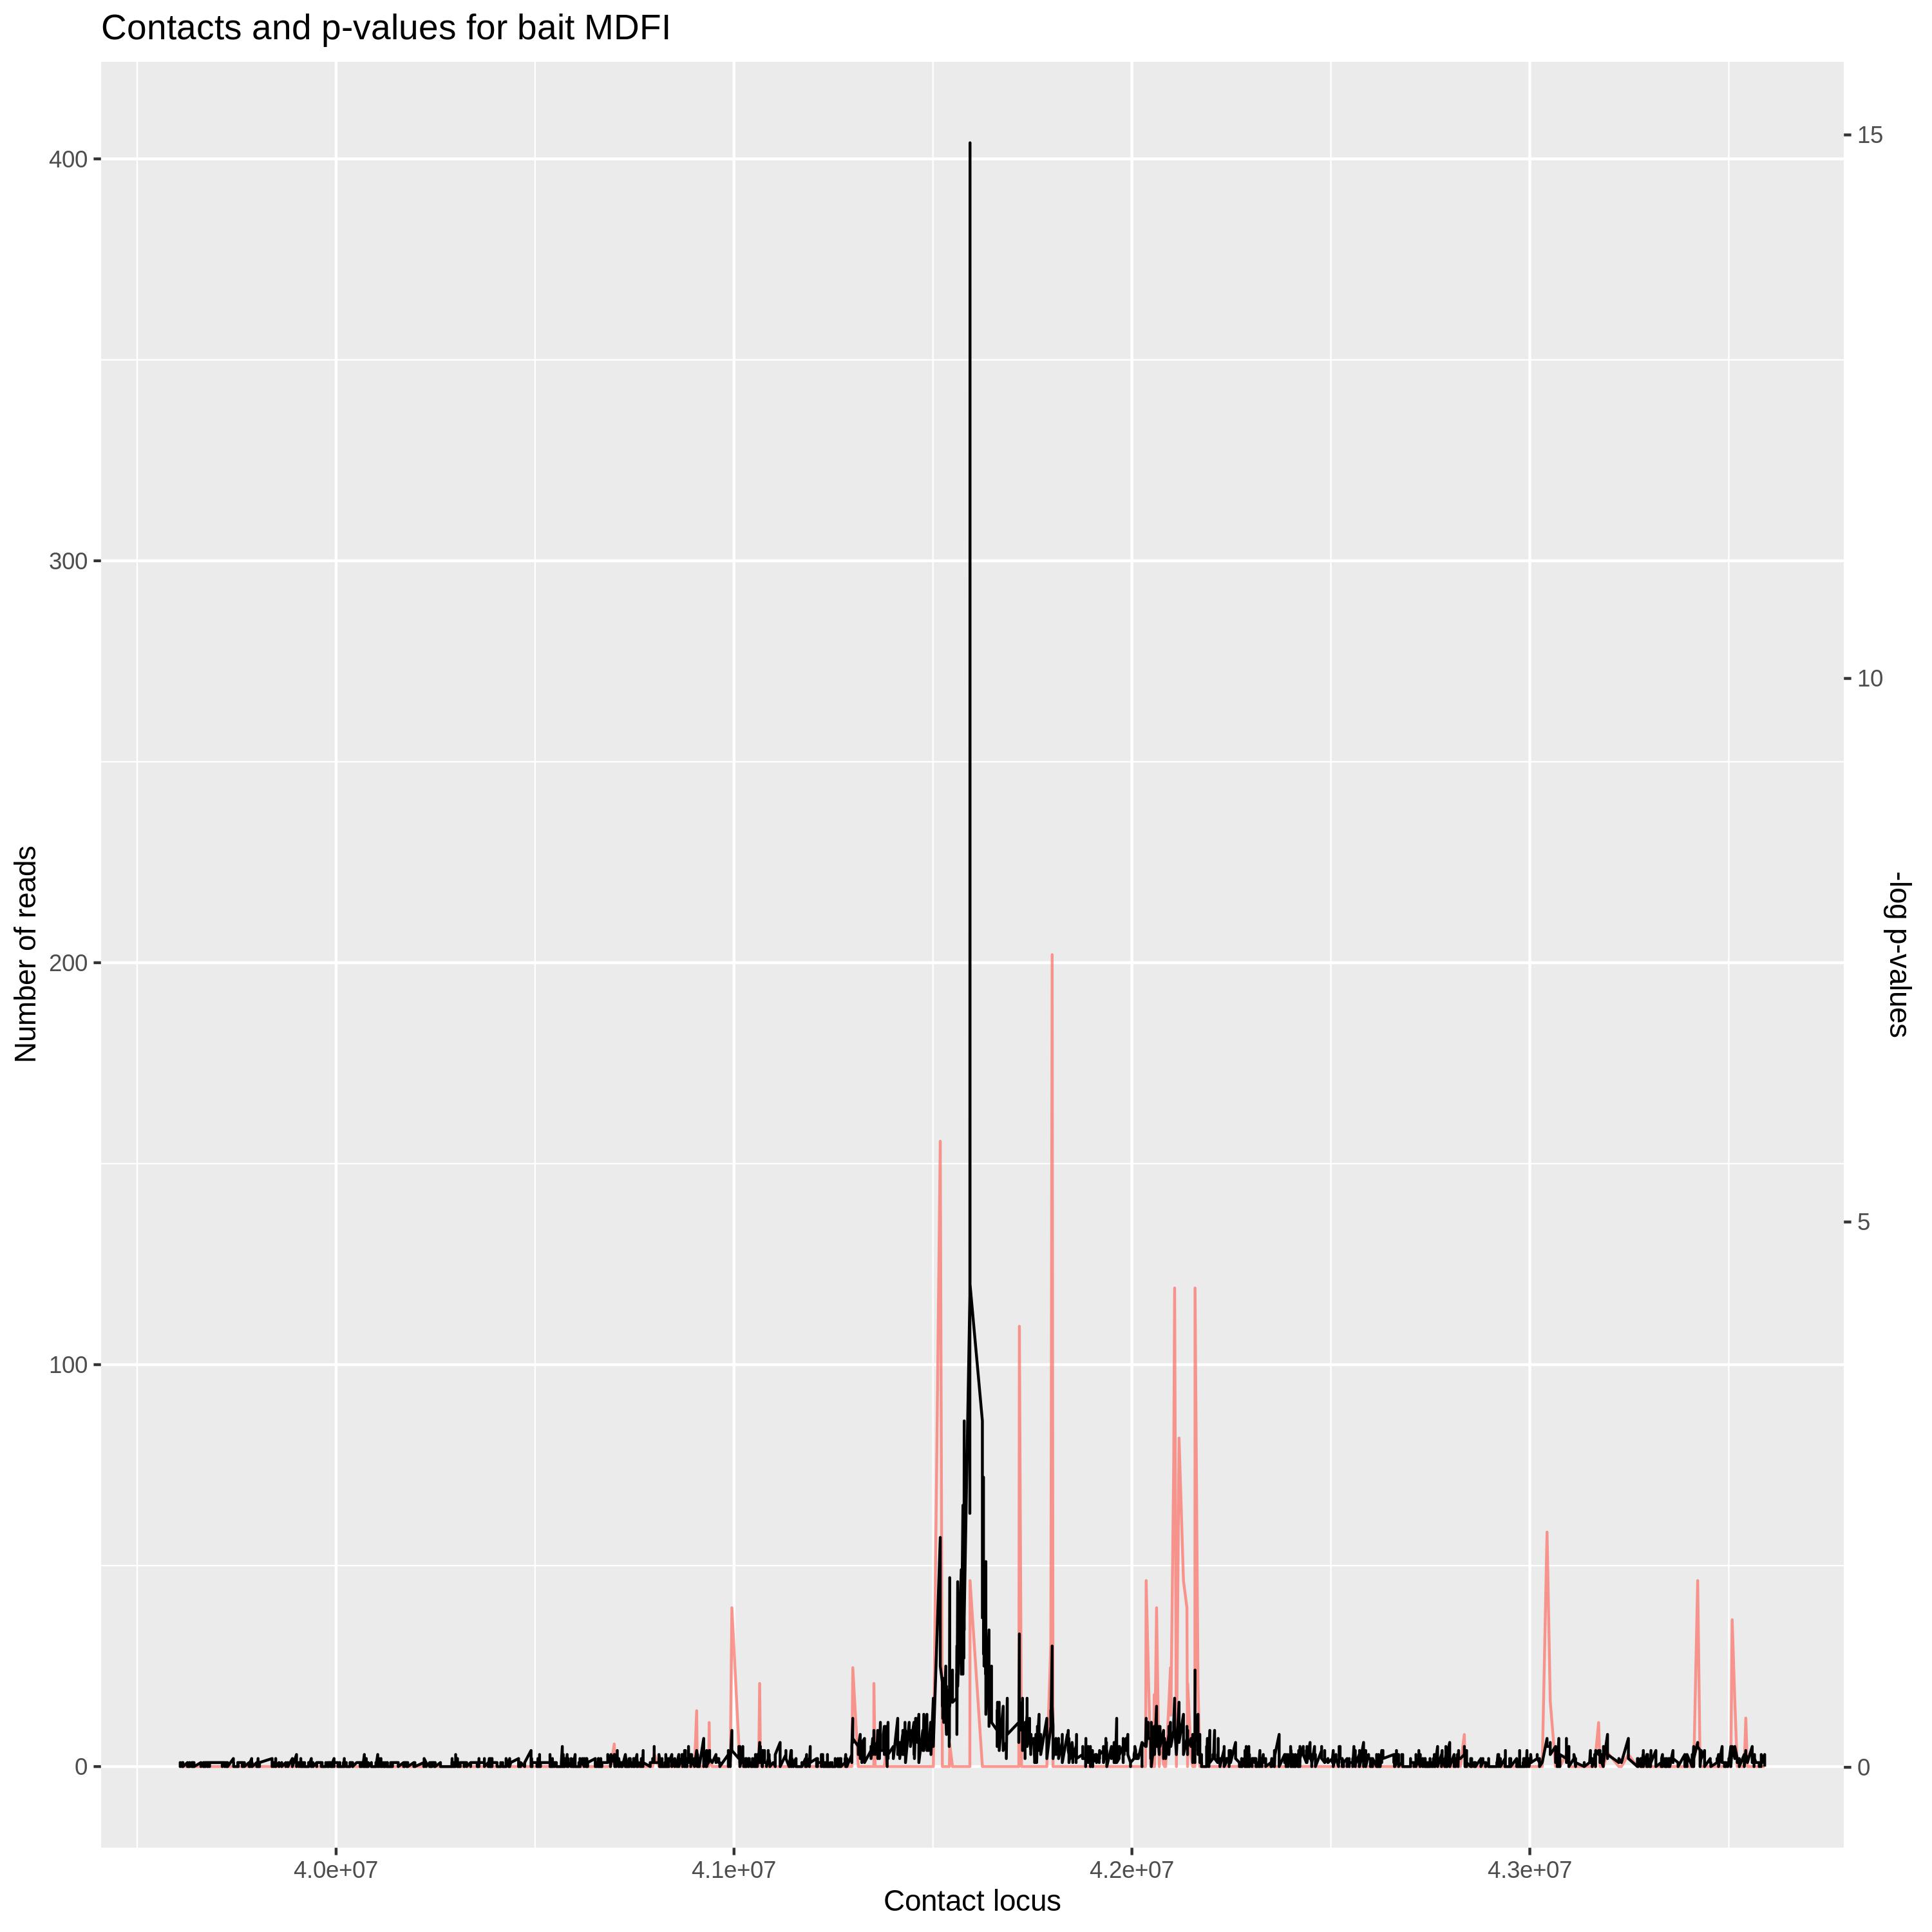 Contacts and p-values for bait MDFI
400
300
200
100
0
Number of reads
15
10
5
0
-log p-values
4.0e+07
4.1e+07
4.2e+07
4.3e+07
Contact locus